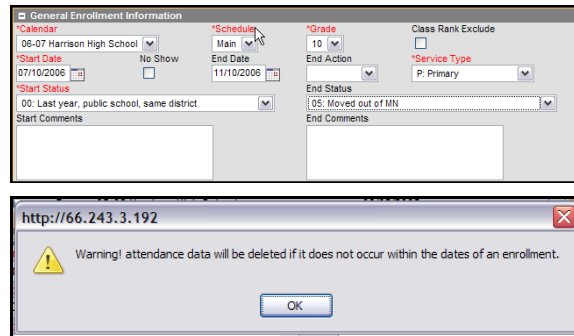 General Enrollment Information
*Calendar *Schedule *Grade Class Rank Exclude
06-07 Harrison High School Main 10
*Start Date No Show End Date End Action *Service Type
07/10/2006 11/10/2006 P: Primary
*Start Status End Status
00: Last year, public school, same district 05: Moved out of MN
Start Comments End Comments
http://66.243.3.192
Warning! attendance data will be deleted if it does not occur within the dates of an enrollment.
OK